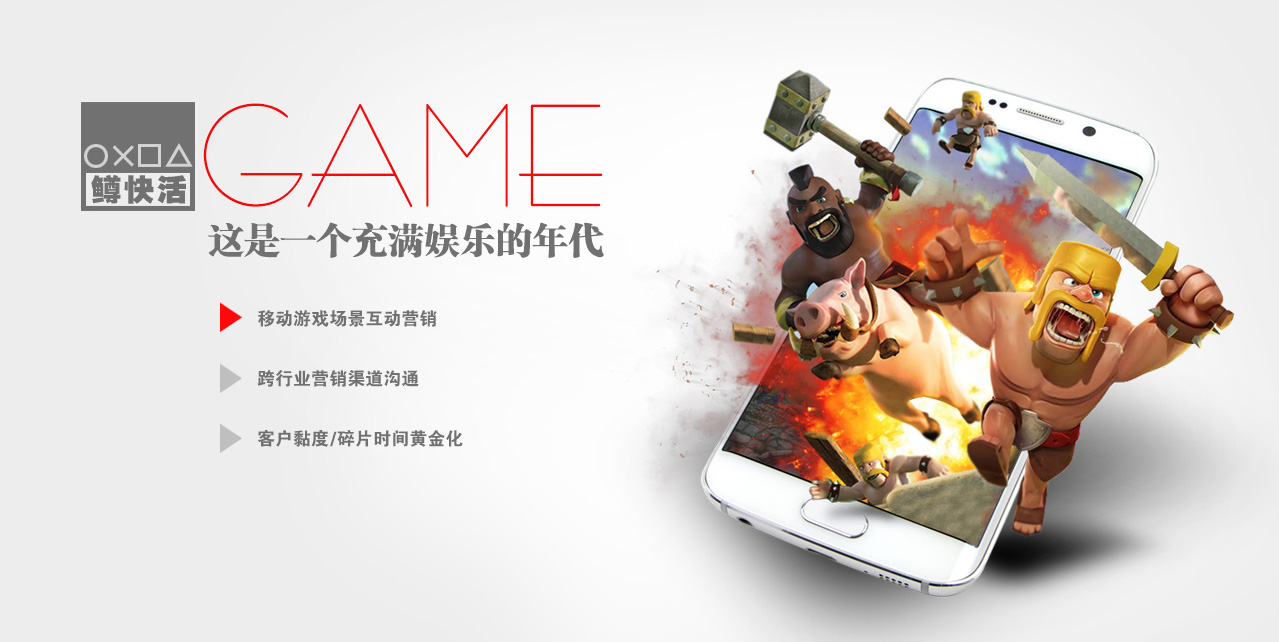 GAME
鳟快活
这是一个充满娱乐的年代
移动游戏场景互动营销
跨行业营销渠道沟通
客户黏度/碎片时间黄金化